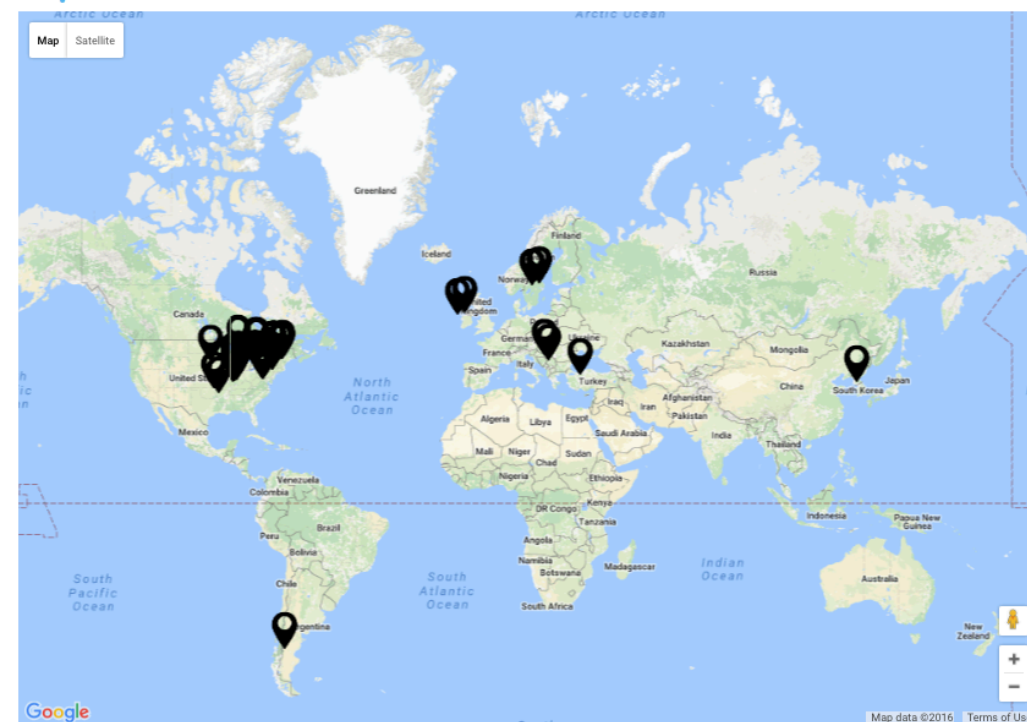 Arctic Ocean
Arctic Ocean
Map
Satellite
Greenland
Finland
Iceland
Norway
Russia
Canada
United
Kingdom
Ukraine
German
Kazakhstan
Mongolia
France
Italy
Spain
Turkey
United St
North
Atlantic
Ocean
China
South Korea
Japan
Iraq
Iran
Afghanistan
Pakistan
Mexico
Algeria
Libya
Egypt
Saudi Arabia
India
Thailand
Mali
Niger
Chad
Sudan
Nigeria
Ethiopia
Venezuela
Colombia
DR Congo
Kenya
Tanzania
Indonesia
Papua New
Guinea
Peru
Brazil
Bolivia
Angola
Namibia
Botswana
Madagascar
Indian
Ocean
South
Pacific
Ocean
Chile
South
Atlantic
Ocean
South Africa
Australia
gentina
New
Zealand
+
−
Google
Map data ©2016
Terms of Us